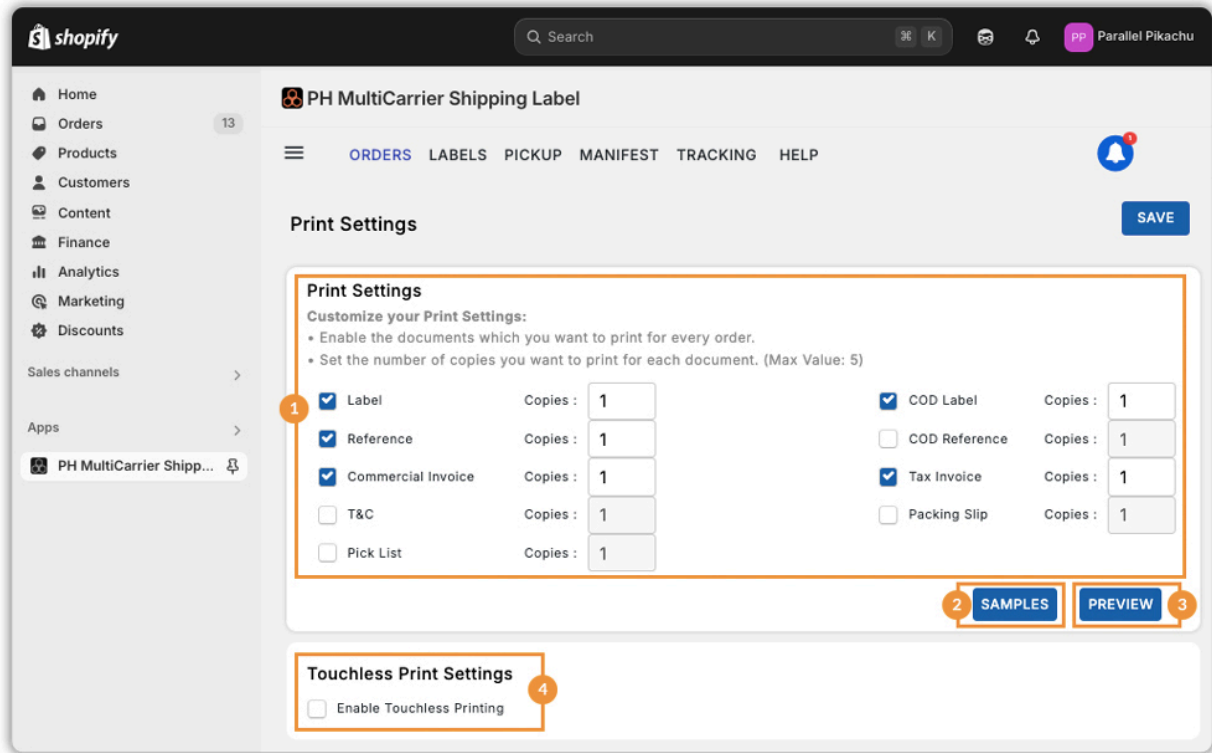 shopify
Search
⌘ K
PP
Parallel Pikachu
Home
Orders 13
Products
Customers
Content
Finance
Analytics
Marketing
Discounts
Sales channels
Apps
PH MultiCarrier Shipp...
PH MultiCarrier Shipping Label
ORDERS LABELS PICKUP MANIFEST TRACKING HELP
1
Print Settings
SAVE
Print Settings
Customize your Print Settings:
• Enable the documents which you want to print for every order.
• Set the number of copies you want to print for each document. (Max Value: 5)
1
Label Copies : 1 COD Label Copies : 1
Reference Copies : 1 COD Reference Copies : 1
Commercial Invoice Copies : 1 Tax Invoice Copies : 1
T&C Copies : 1 Packing Slip Copies : 1
Pick List Copies : 1
2 SAMPLES PREVIEW 3
Touchless Print Settings
4
Enable Touchless Printing